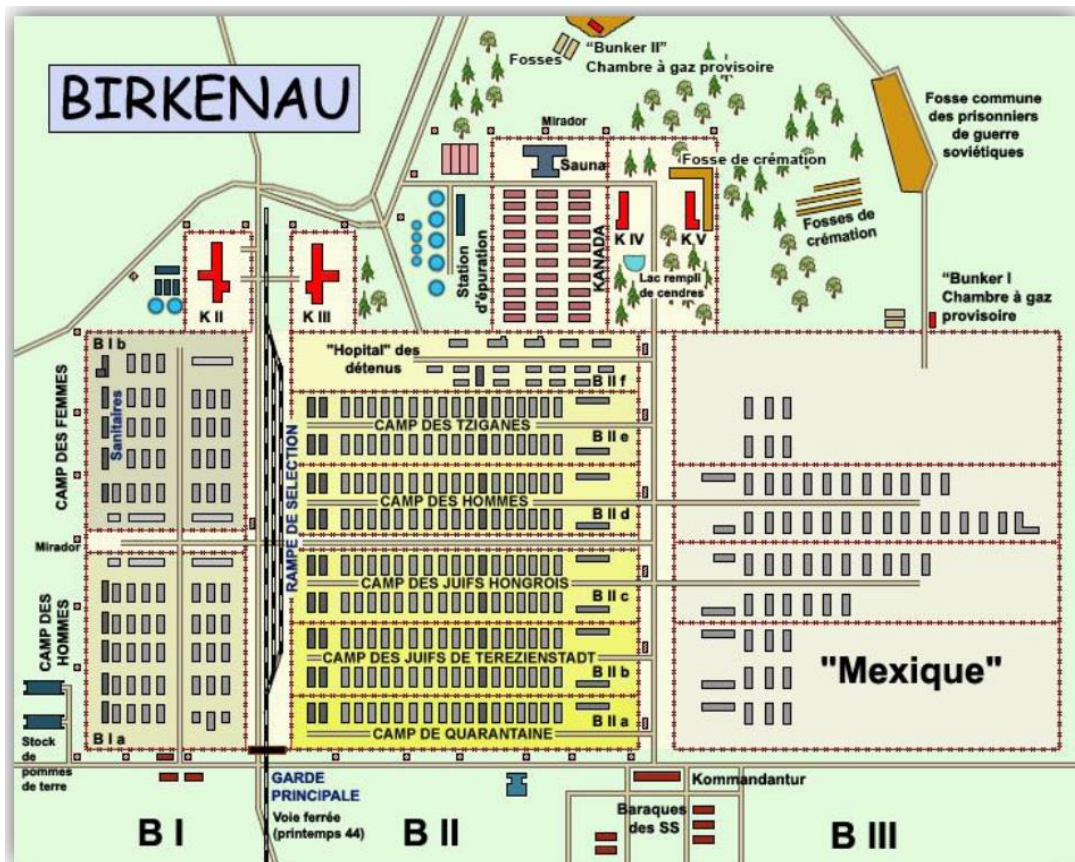 BIRKENAU
Fosses
“Bunker II”
Chambre à gaz provisoire
Mirador
Sauna
Fosse de crémation
Fosse commune
des prisonniers
de guerre
soviétiques
Station
d'épuration
KANADA
K IV
K V
Lac rempli
de cendres
Fosses de
crémation
“Bunker I
Chambre à gaz
provisoire
K II
K III
B I b
CAMP DES FEMMES
Sanitaires
RAMPE DE SELECTION
"Hopital" des
détenus
B II f
CAMP DES TZIGANES
B II e
CAMP DES HOMMES
B II d
Mirador
CAMP DES JUIFS HONGROIS
B II c
CAMP DES
HOMMES
CAMP DES JUIFS DE TEREZIENSTADT
B II b
"Mexique"
B II a
CAMP DE QUARANTAINE
B I a
Stock
de
pommes
de terre
GARDE
PRINCIPALE
Voie ferrée
(printemps 44)
Kommandantur
Baraques
des SS
B I
B II
B III